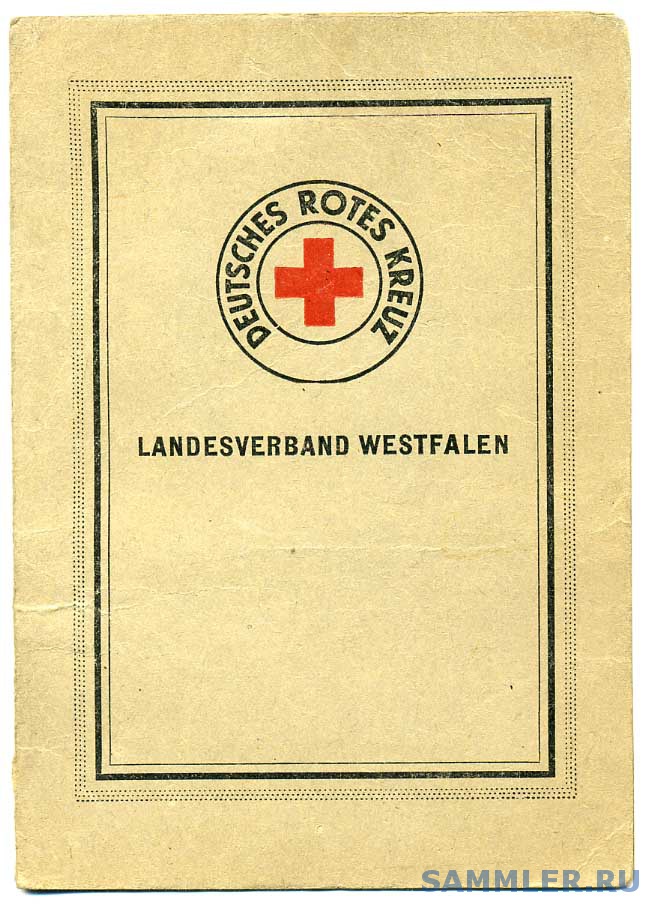 DEUTSCHES ROTES KREUZ
LANDESVERBAND WESTFALEN
SAMMLER.RU